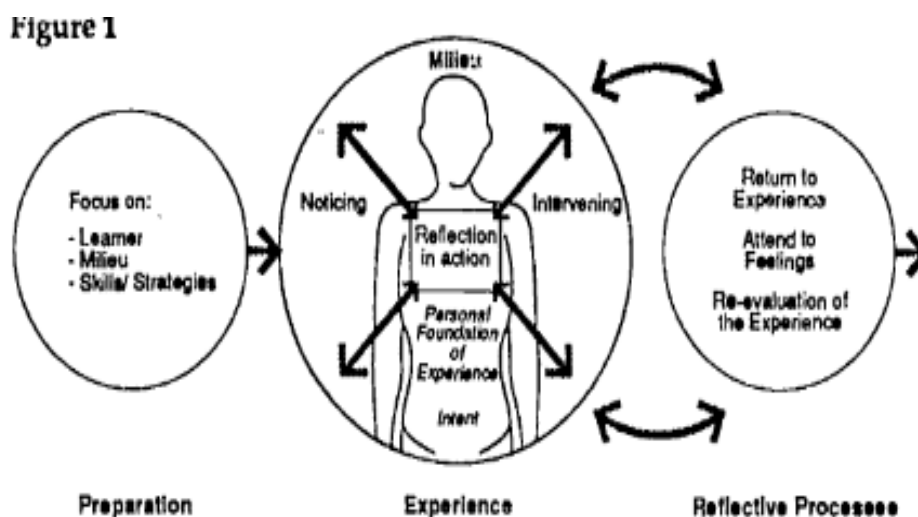 Figure 1
Milieu
Focus on:
- Learner
- Milieu
- Skills/ Strategies
Noticing
Intervening
Reflection
in action
Personal
Foundation
of
Experience
Intent
Return to
Experience
Attend to
Feelings
Re-evaluation of
the Experience
Preparation
Experience
Reflective Processes